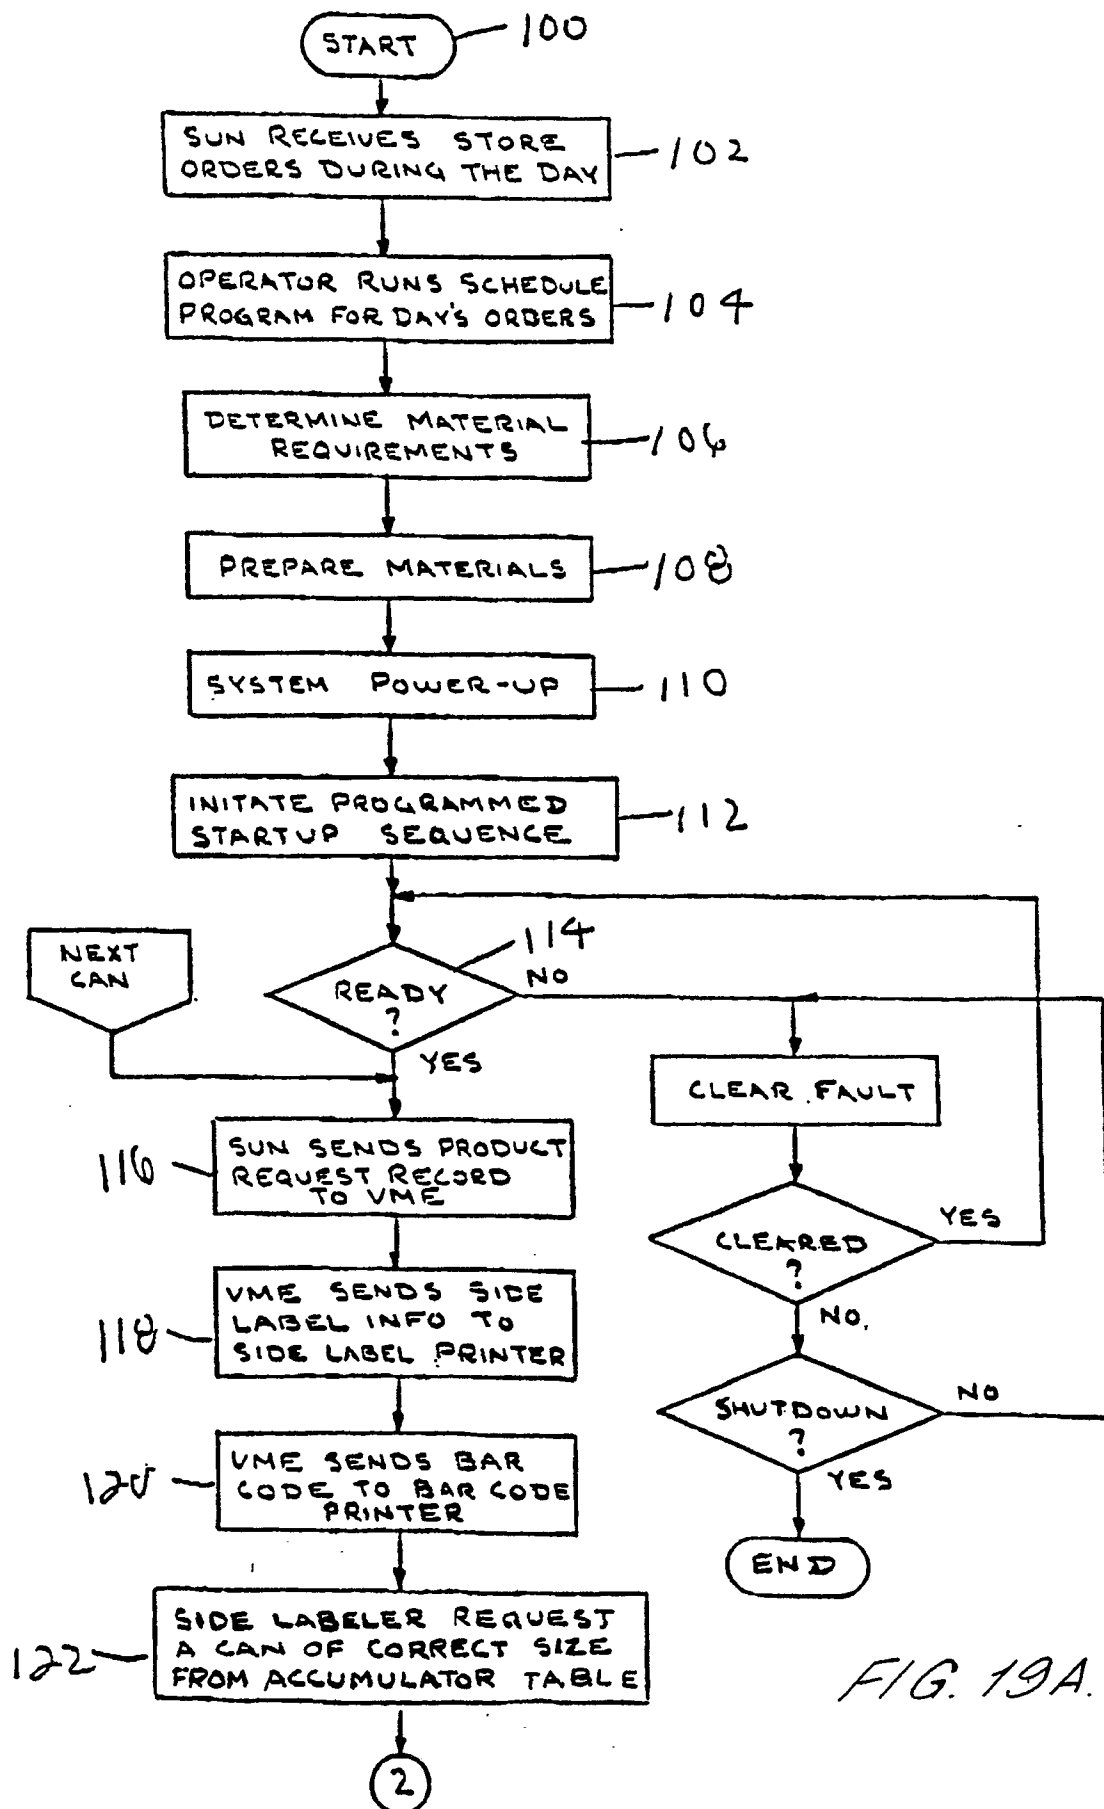 START
100
SUN RECEIVES STORE
ORDERS DURING THE DAY
102
OPERATOR RUNS SCHEDULE
PROGRAM FOR DAY'S ORDERS
104
DETERMINE MATERIAL
REQUIREMENTS
106
PREPARE MATERIALS
108
SYSTEM POWER-UP
110
INITATE PROGRAMMED
STARTUP SEQUENCE
112
NEXT
CAN
114
READY
?
NO
YES
CLEAR FAULT
116
SUN SENDS PRODUCT
REQUEST RECORD
TO VME
CLEARED
?
YES
NO.
118
VME SENDS SIDE
LABEL INFO TO
SIDE LABEL PRINTER
SHUTDOWN
?
NO
YES
END
120
VME SENDS BAR
CODE TO BAR CODE
PRINTER
122
SIDE LABELER REQUEST
A CAN OF CORRECT SIZE
FROM ACCUMULATOR TABLE
2
FIG. 19A.